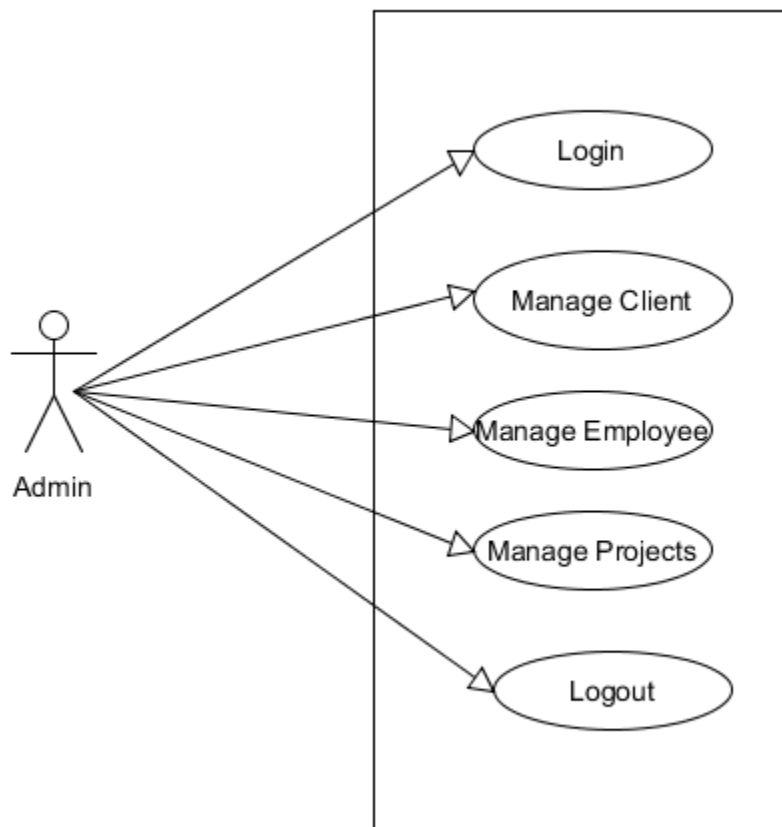 Login
Manage Client
Manage Employee
Admin
Manage Projects
Logout